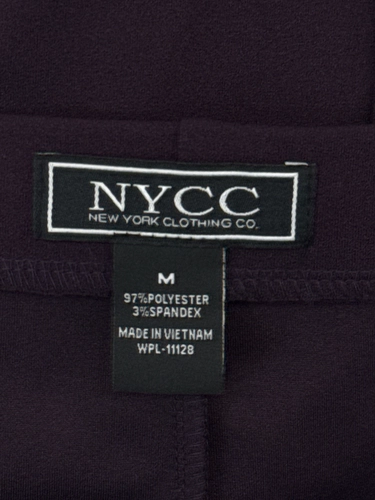 NYCC
NEW YORK CLOTHING CO.
M
97%POLYESTER
3%SPANDEX
MADE IN VIETNAM
WPL-11128